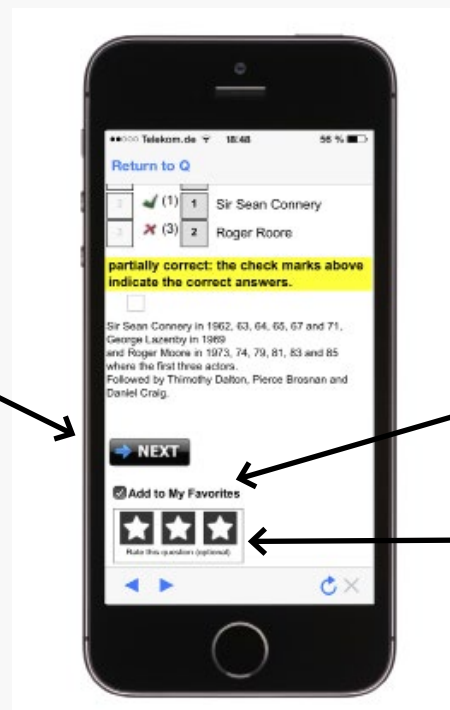 Telekom.de 18:48 56 %
Return to Q
(1) 1 Sir Sean Connery
3 (3) 2 Roger Roore
partially correct: the check marks above
indicate the correct answers.
Sir Sean Connery in 1962, 63, 64, 65, 67 and 71,
George Lazenby in 1969
and Roger Moore in 1973, 74, 79, 81, 83 and 85
where the first three actors.
Followed by Thimothy Dalton, Pierce Brosnan and
Daniel Craig.
NEXT
Add to My Favorites
Rate this question (optional)